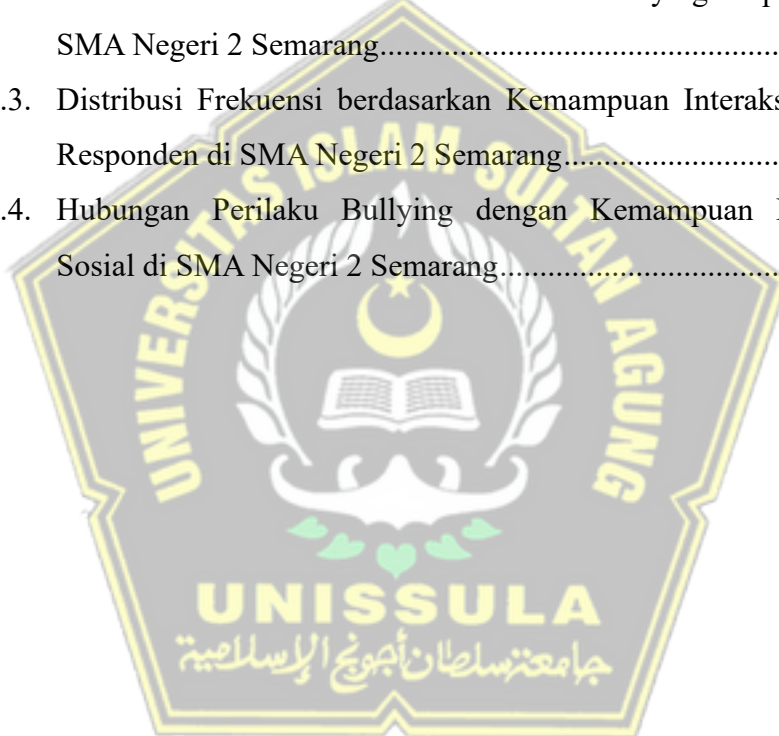 SMA Negeri 2 Semarang
.3. Distribusi Frekuensi berdasarkan Kemampuan
Responden di SMA Negeri 2 Semarang
.4. Hubungan Perilaku Bullying dengan Kemampuan
Sosial di SMA Negeri 2 Semarang
UNIVERSITAS ISLAM SULTAN AGUNG
UNISSULA
جامعة سلطان أجونج الإسلامية